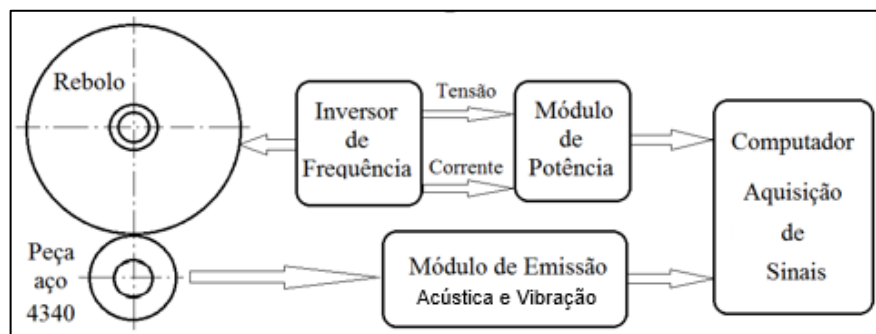 Rebolo
Inversor
de
Frequência
Tensão
Corrente
Módulo
de
Potência
Computador
Aquisição
de
Sinais
Peça
aço
4340
Módulo de Emissão
Acústica e Vibração